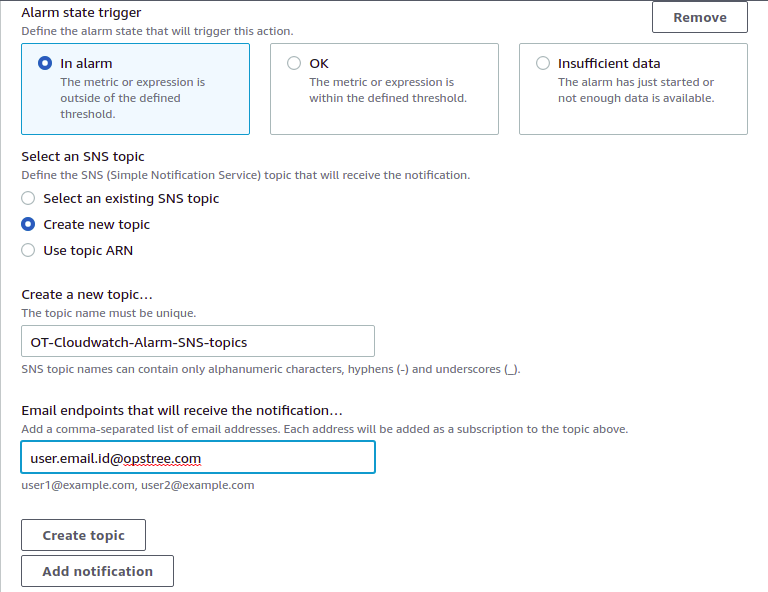 Alarm state trigger
Remove
Define the alarm state that will trigger this action.
In alarm
The metric or expression is
outside of the defined
threshold.
OK
The metric or expression is
within the defined threshold.
Insufficient data
The alarm has just started or
not enough data is available.
Select an SNS topic
Define the SNS (Simple Notification Service) topic that will receive the notification.
Select an existing SNS topic
Create new topic
Use topic ARN
Create a new topic…
The topic name must be unique.
OT-Cloudwatch-Alarm-SNS-topics
SNS topic names can contain only alphanumeric characters, hyphens (-) and underscores (_).
Email endpoints that will receive the notification…
Add a comma-separated list of email addresses. Each address will be added as a subscription to the topic above.
user.email.id@opstree.com
user1@example.com, user2@example.com
Create topic
Add notification